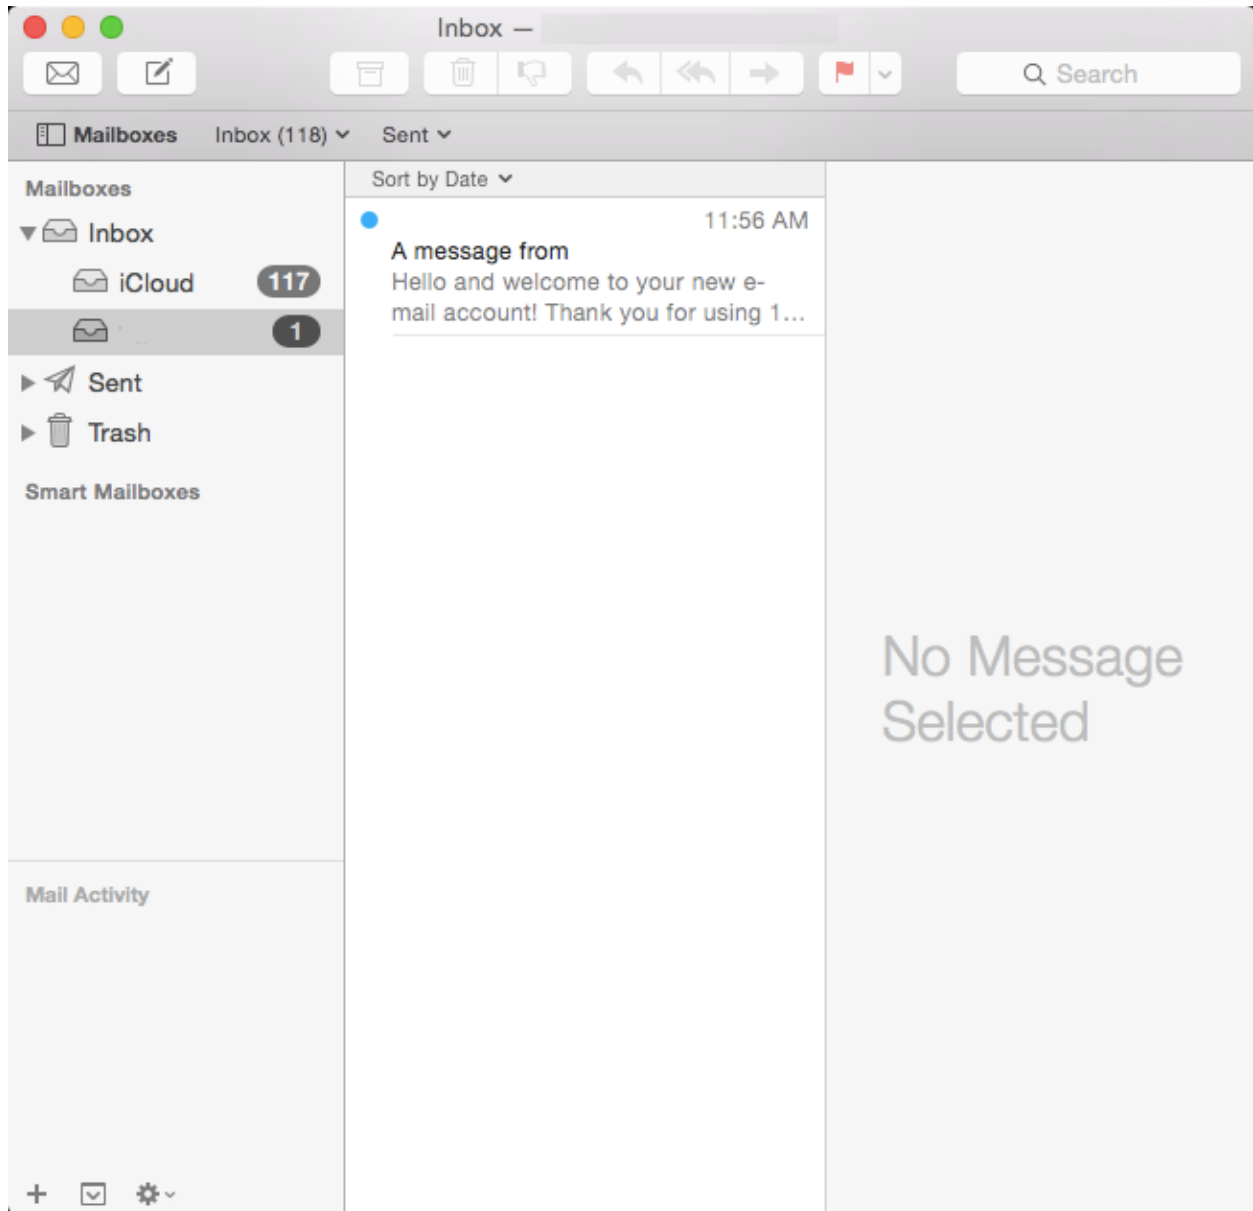 Inbox —
Search
Mailboxes Inbox (118) Sent
Mailboxes
Inbox
iCloud 117
1
Sent
Trash
Smart Mailboxes
Mail Activity
Sort by Date
11:56 AM
A message from
Hello and welcome to your new e-
mail account! Thank you for using 1...
No Message
Selected